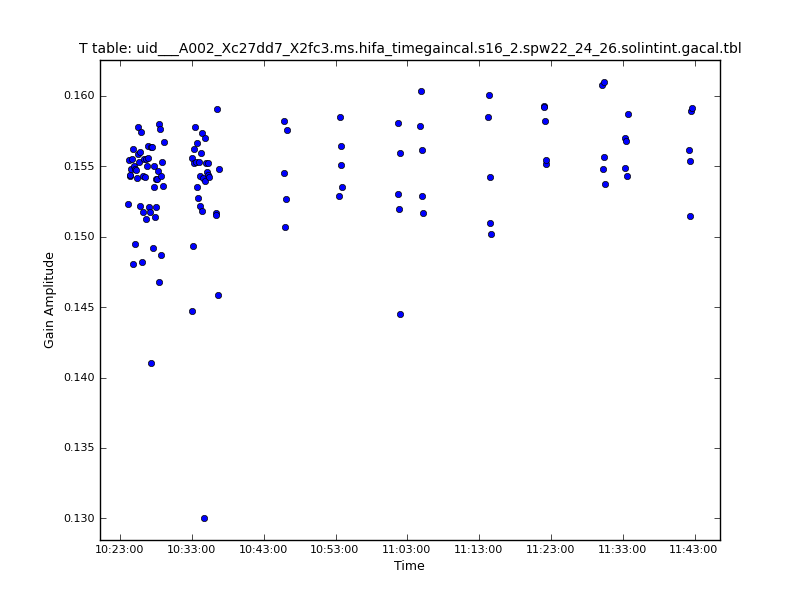 T table: uid___A002_Xc27dd7_X2fc3.ms.hifa_timegaincal.s16_2.spw22_24_26.solintint.gacal.tbl
0.160
0.155
0.150
0.145
0.140
0.135
0.130
Gain Amplitude
10:23:00 10:33:00 10:43:00 10:53:00 11:03:00 11:13:00 11:23:00 11:33:00 11:43:00
Time